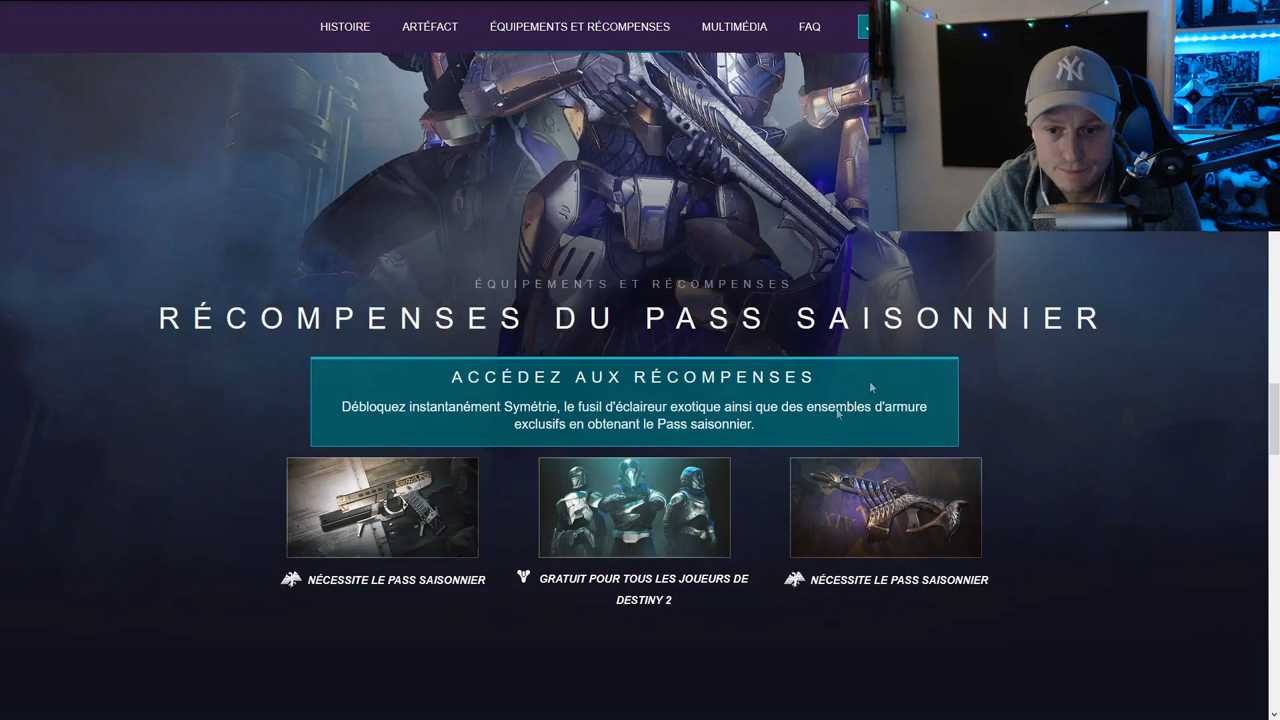 HISTOIRE
ARTÉFACT
ÉQUIPEMENTS ET RÉCOMPENSES
MULTIMÉDIA
FAQ
ÉQUIPEMENTS ET RÉCOMPENSES
RÉCOMPENSES DU PASS SAISONNIER
ACCÉDEZ AUX RÉCOMPENSES
Débloquez instantanément Symétrie, le fusil d'éclaireur exotique ainsi que des ensembles d'armure
exclusifs en obtenant le Pass saisonnier.
NÉCESSITE LE PASS SAISONNIER
GRATUIT POUR TOUS LES JOUEURS DE
DESTINY 2
NÉCESSITE LE PASS SAISONNIER